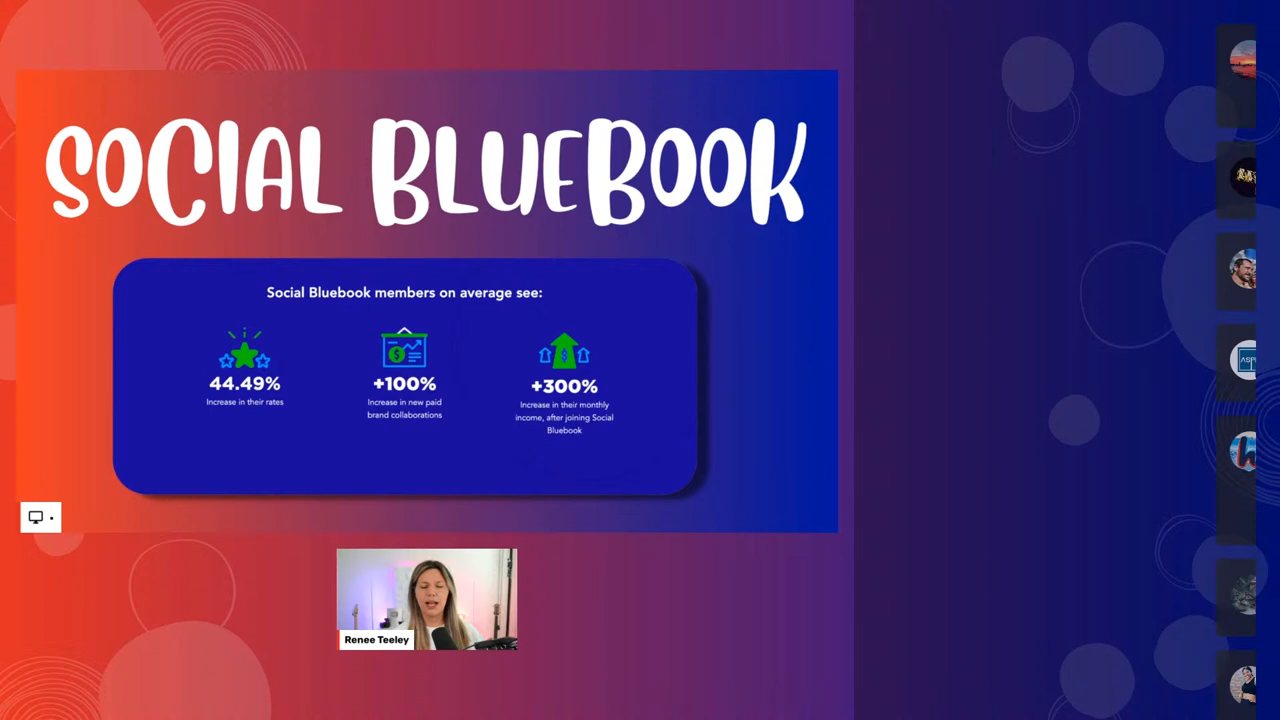 SOCIAL BLUEBOOK
Social Bluebook members on average see:
44.49%
Increase in their rates
+100%
Increase in new paid
brand collaborations
+300%
Increase in their monthly
income, after joining Social
Bluebook
Renee Teeley